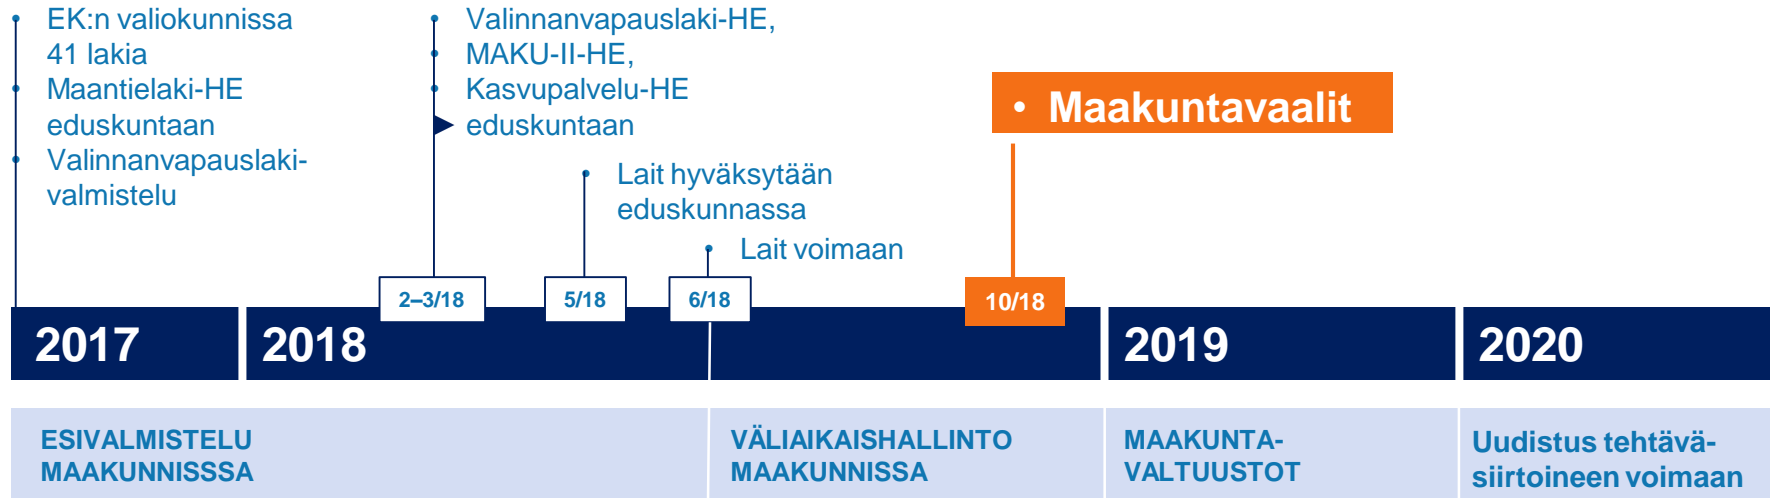 • EK:n valiokunnissa
41 lakia
• Maantielaki-HE
eduskuntaan
• Valinnanvapauslaki-
valmistelu
• Valinnanvapauslaki-HE,
• MAKU-II-HE,
• Kasvupalvelu-HE
eduskuntaan
• Lait hyväksytään
eduskunnassa
• Lait voimaan
• Maakuntavaalit
2–3/18
5/18
6/18
10/18
2017
2018
2019
2020
ESIVALMISTELU
MAAKUNNISSSA
VÄLIAIKAISHALLINTO
MAAKUNNISSA
MAAKUNTA-
VALTUUSTOT
Uudistus tehtävä-
siirtoineen voimaan